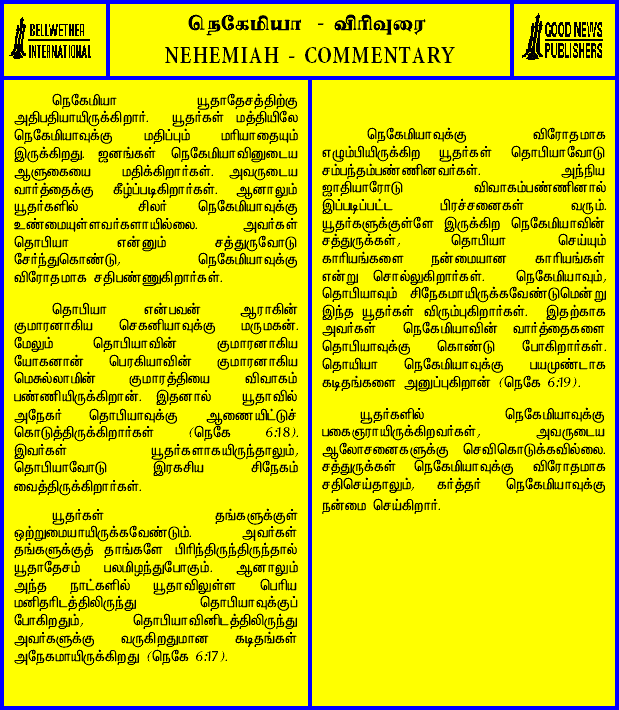 BELLWETHER
INTERNATIONAL
நெகேமியா - விரிவுரை
NEHEMIAH - COMMENTARY
GOOD NEWS
PUBLISHERS
நெகேமியா யூதாதேசத்திற்கு
அதிபதியாயிருக்கிறார். யூதர்கள் மத்தியிலே
நெகேமியாவுக்கு மதிப்பும் மரியாதையும்
இருக்கிறது. ஜனங்கள் நெகேமியாவினுடைய
ஆளுகையை மதிக்கிறார்கள். அவருடைய
வார்த்தைக்கு கீழ்ப்படிகிறார்கள். ஆனாலும்
யூதர்களில் சிலர் நெகேமியாவுக்கு
உண்மையுள்ளவர்களாயில்லை. அவர்கள்
தொபியா என்னும் சத்துருவோடு
சேர்ந்துகொண்டு, நெகேமியாவுக்கு
விரோதமாக சதிபண்ணுகிறார்கள்.
தொபியா என்பவன் ஆராகின்
குமாரனாகிய செகனியாவுக்கு மருமகன்.
மேலும் தொபியாவின் குமாரனாகிய
யோகனான் பெரகியாவின் குமாரனாகிய
மெசுல்லாமின் குமாரத்தியை விவாகம்
பண்ணியிருக்கிறான். இதனால் யூதாவில்
அநேகர் தொபியாவுக்கு ஆணையிட்டுக்
கொடுத்திருக்கிறார்கள் (நெகே 6:18).
இவர்கள் யூதர்களாகயிருந்தாலும்,
தொபியாவோடு இரகசிய சிநேகம்
வைத்திருக்கிறார்கள்.
யூதர்கள் தங்களுக்குள்
ஒற்றுமையாயிருக்கவேண்டும். அவர்கள்
தங்களுக்குத் தாங்களே பிரிந்திருந்திருந்தால்
யூதாதேசம் பலமிழந்துபோகும். ஆனாலும்
அந்த நாட்களில் யூதாவிலுள்ள பெரிய
மனிதரிடத்திலிருந்து தொபியாவுக்குப்
போகிறதும், தொபியாவினிடத்திலிருந்து
அவர்களுக்கு வருகிறதுமான கடிதங்கள்
அநேகமாயிருக்கிறது (நெகே 6:17).
நெகேமியாவுக்கு விரோதமாக
எழும்பியிருக்கிற யூதர்கள் தொபியாவோடு
சம்பந்தம்பண்ணினவர்கள். அந்நிய
ஜாதியாரோடு விவாகம்பண்ணினால்
இப்படிப்பட்ட பிரச்சனைகள் வரும்.
யூதர்களுக்குள்ளே இருக்கிற நெகேமியாவின்
சத்துருக்கள், தொபியா செய்யும்
காரியங்களை நன்மையான காரியங்கள்
என்று சொல்லுகிறார்கள். நெகேமியாவும்,
தொபியாவும் சிநேகமாயிருக்கவேண்டுமென்று
இந்த யூதர்கள் விரும்புகிறார்கள். இதற்காக
அவர்கள் நெகேமியாவின் வார்த்தைகளை
தொபியாவுக்கு கொண்டு போகிறார்கள்.
தொயியா நெகேமியாவுக்கு பயமுண்டாக
கடிதங்களை அனுப்புகிறான் (நெகே 6:19).
யூதர்களில் நெகேமியாவுக்கு
பகைஞராயிருக்கிறவர்கள், அவருடைய
ஆலோசனைகளுக்கு செவிகொடுக்கவில்லை.
சத்துருக்கள் நெகேமியாவுக்கு விரோதமாக
சதிசெய்தாலும், கர்த்தர் நெகேமியாவுக்கு
நன்மை செய்கிறார்.